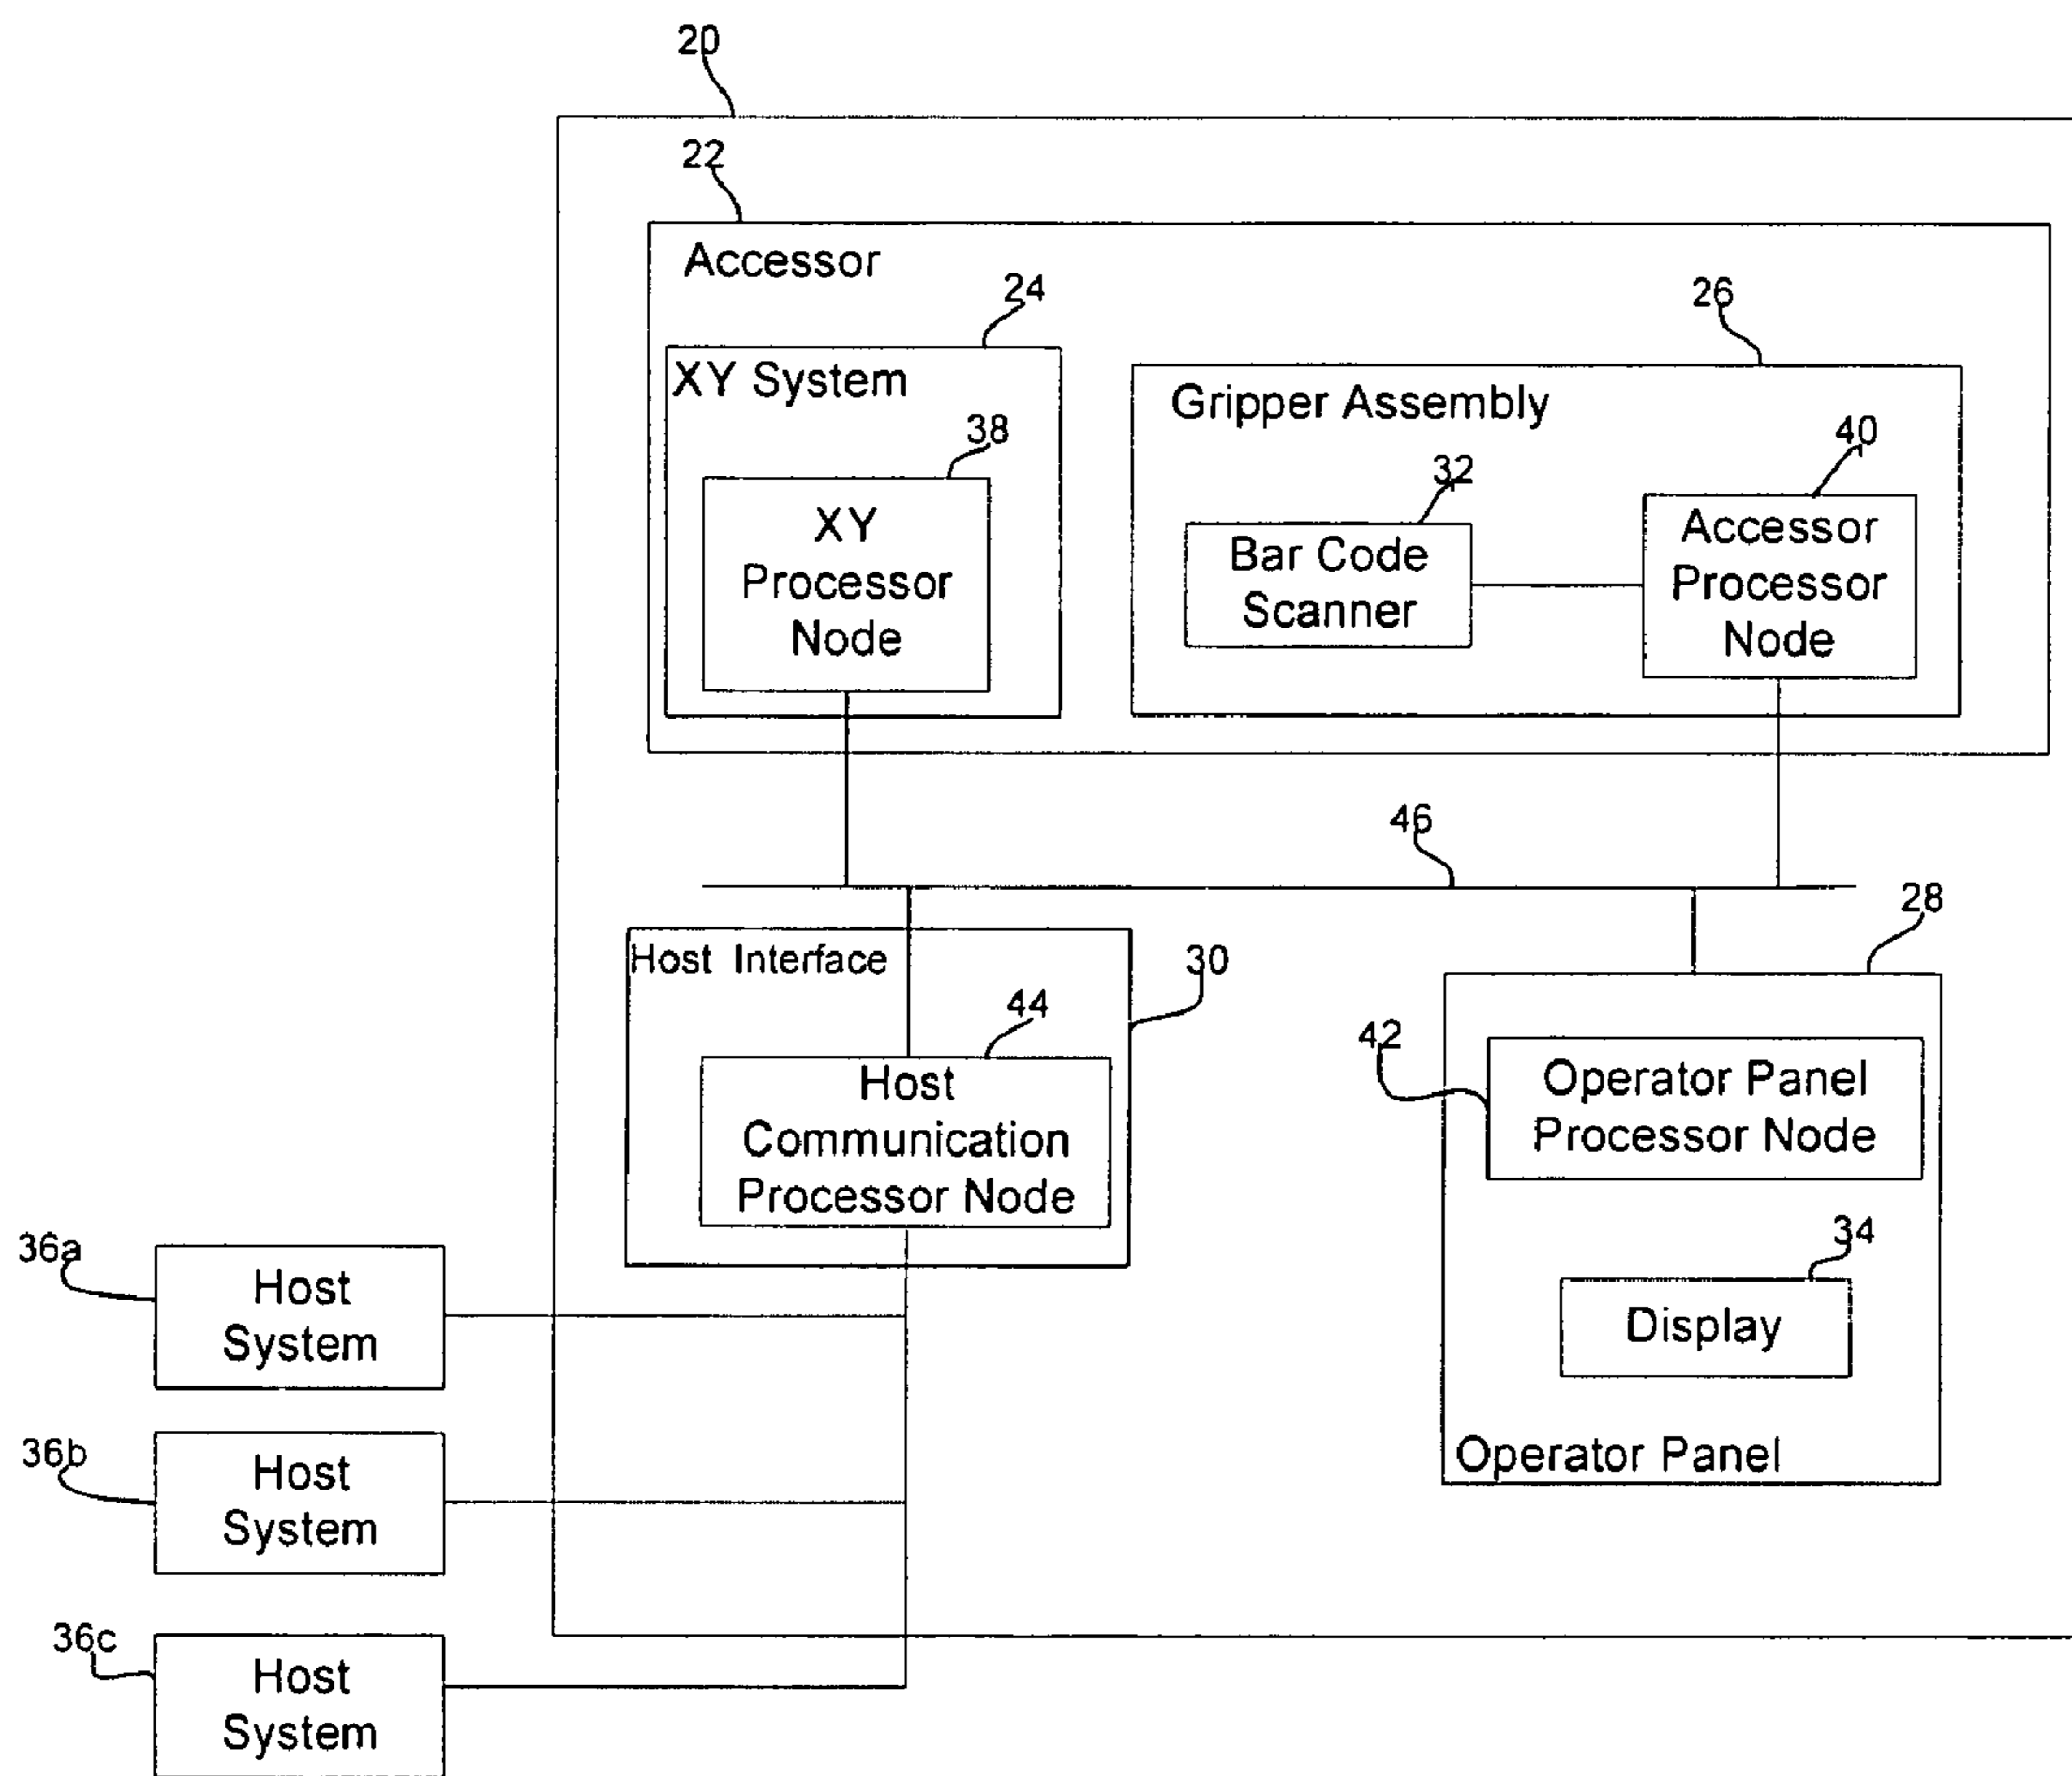 20
22
Accessor
24
26
XY System
Gripper Assembly
38
40
32
XY
Processor
Node
Bar Code
Scanner
Accessor
Processor
Node
46
28
Host Interface
30
44
42
Host
Communication
Processor Node
Operator Panel
Processor Node
34
Display
Operator Panel
36a
Host
System
36b
Host
System
36c
Host
System